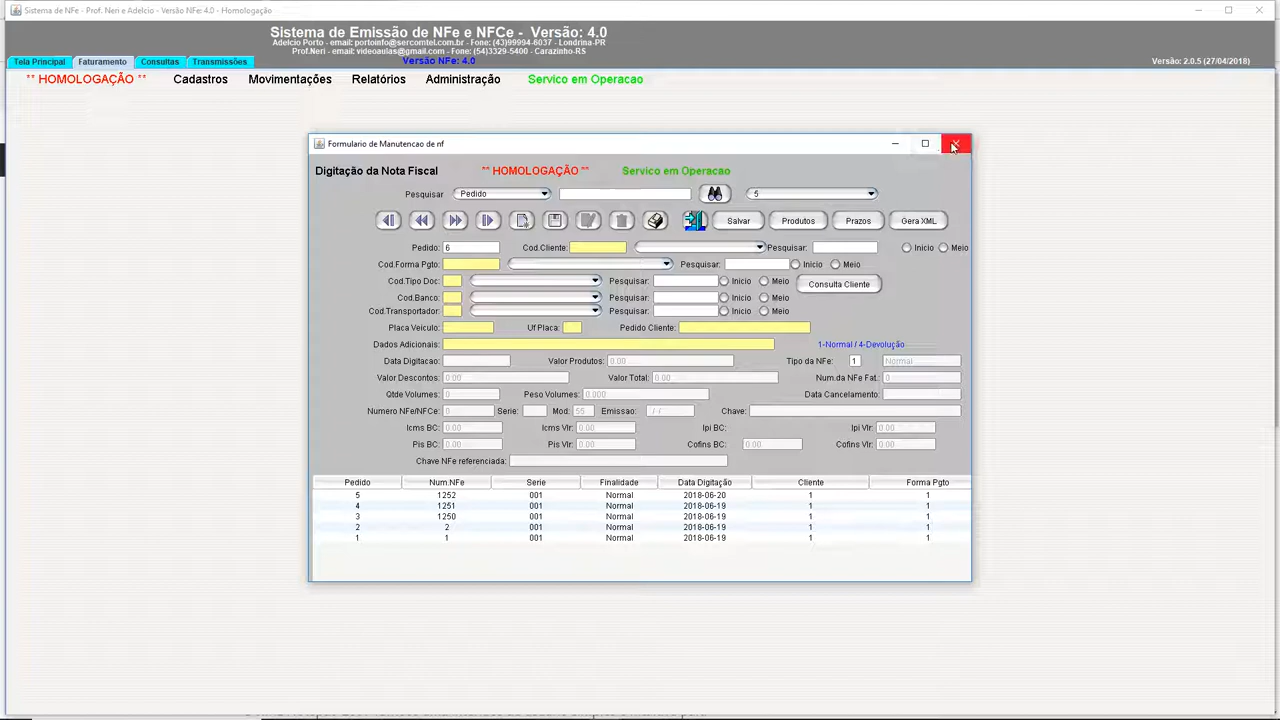 Sistema de NFe - Prof. Neri e Adelcio - Versão NFe: 4.0 - Homologação
Sistema de Emissão de NFe e NFCe - Versão: 4.0
Adelcio Porto - email: portoinfo@sercomtel.com.br - Fone: (43)99994-6037 - Londrina-PR
Prof.Neri - email: videoaulas@gmail.com - Fone: (54)3329-5400 - Carazinho-RS
Tela Principal Faturamento Consultas Transmissões Versão NFe: 4.0 Versão: 2.0.5 (27/04/2018)
** HOMOLOGAÇÃO ** Cadastros Movimentações Relatórios Administração Servico em Operacao
Formulario de Manutencao de nf
Digitação da Nota Fiscal ** HOMOLOGAÇÃO ** Servico em Operacao
Pesquisar Pedido 5
Salvar Produtos Prazos Gera XML
Pedido: 6 Cod.Cliente: Pesquisar: Início Meio
Cod.Forma Pgto: Pesquisar: Início Meio
Cod.Tipo Doc: Pesquisar: Início Meio Consulta Cliente
Cod.Banco: Pesquisar: Início Meio
Cod.Transportador: Pesquisar: Início Meio
Placa Veiculo: Uf Placa: Pedido Cliente:
Dados Adicionais: 1-Normal / 4-Devolução
Data Digitacao: Valor Produtos: 0.00 Tipo da NFe: 1 Normal
Valor Descontos: 0.00 Valor Total: 0.00 Num.da NFe Fat.: 0
Qtde Volumes: 0 Peso Volumes: 0.000 Data Cancelamento:
Numero NFe/NFCe: 0 Serie: Mod: 55 Emissao: / / Chave:
Icms BC: 0.00 Icms Vlr: 0.00 Ipi BC: Ipi Vlr: 0.00
Pis BC: 0.00 Pis Vlr: 0.00 Cofins BC: 0.00 Cofins Vlr: 0.00
Chave NFe referenciada:
Pedido Num.NFe Serie Finalidade Data Digitação Cliente Forma Pgto
5 1252 001 Normal 2018-06-20 1 1
4 1251 001 Normal 2018-06-19 1 1
3 1250 001 Normal 2018-06-19 1 1
2 2 001 Normal 2018-06-19 1 1
1 1 001 Normal 2018-06-19 1 1